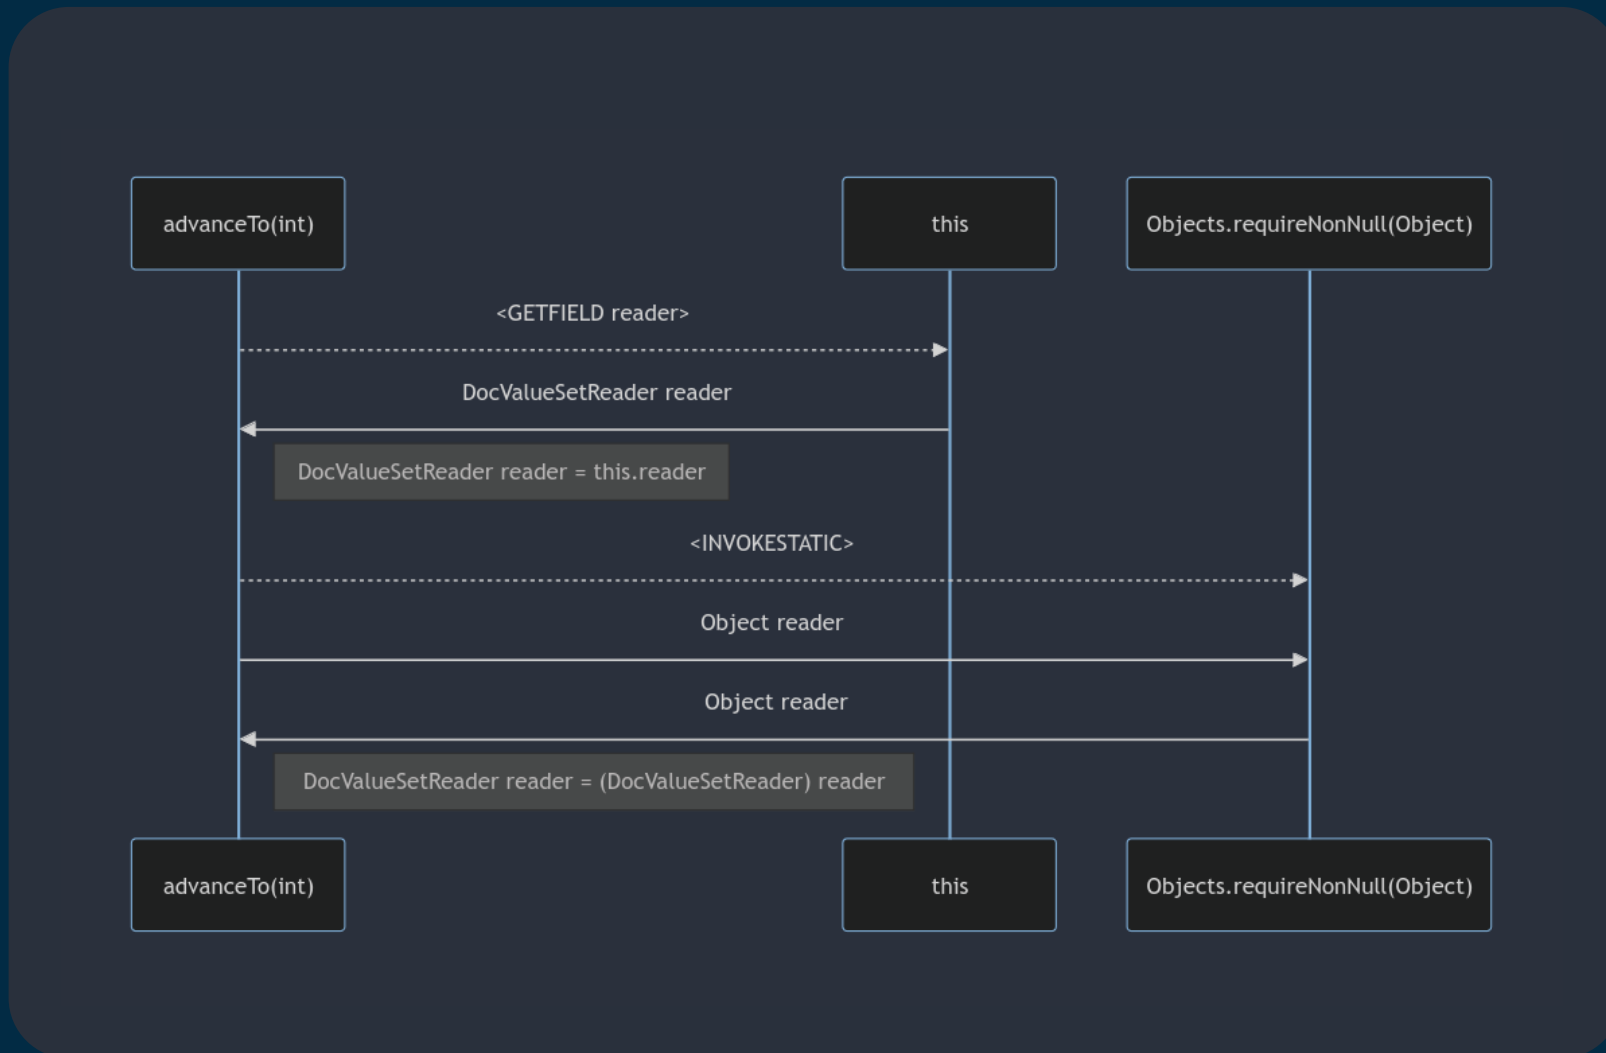 advanceTo(int)
this
Objects.requireNonNull(Object)
<GETFIELD reader>
DocValueSetReader reader
DocValueSetReader reader = this.reader
<INVOKESTATIC>
Object reader
Object reader
DocValueSetReader reader = (DocValueSetReader) reader
advanceTo(int)
this
Objects.requireNonNull(Object)